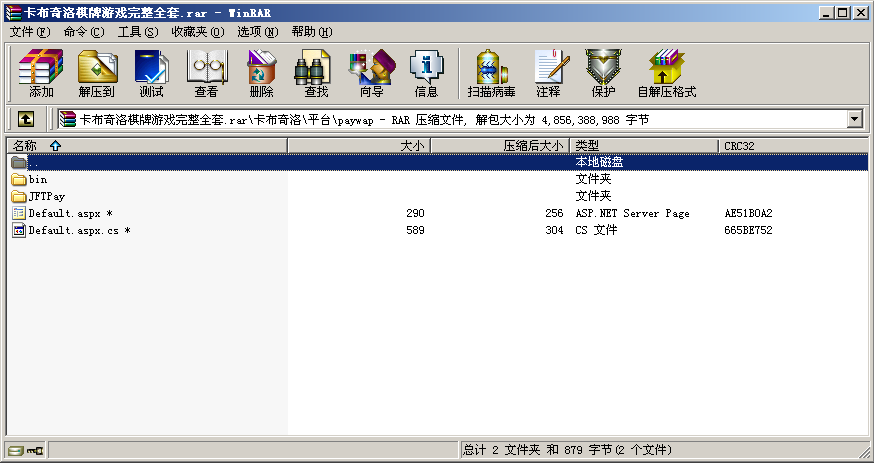 卡布奇洛棋牌游戏完整全套.rar - WinRAR
文件(F) 命令(C) 工具(S) 收藏夹(O) 选项(N) 帮助(H)
添加 解压到 测试 查看 删除 查找 向导 信息 扫描病毒 注释 保护 自解压格式
卡布奇洛棋牌游戏完整全套.rar\卡布奇洛\平台\paywap - RAR 压缩文件, 解包大小为 4,856,388,988 字节
名称 大小 压缩后大小 类型 CRC32
.. 本地磁盘
bin 文件夹
JFTPay 文件夹
Default.aspx * 290 256 ASP.NET Server Page AE51B0A2
Default.aspx.cs * 589 304 CS 文件 665BE752
总计 2 文件夹 和 879 字节(2 个文件)